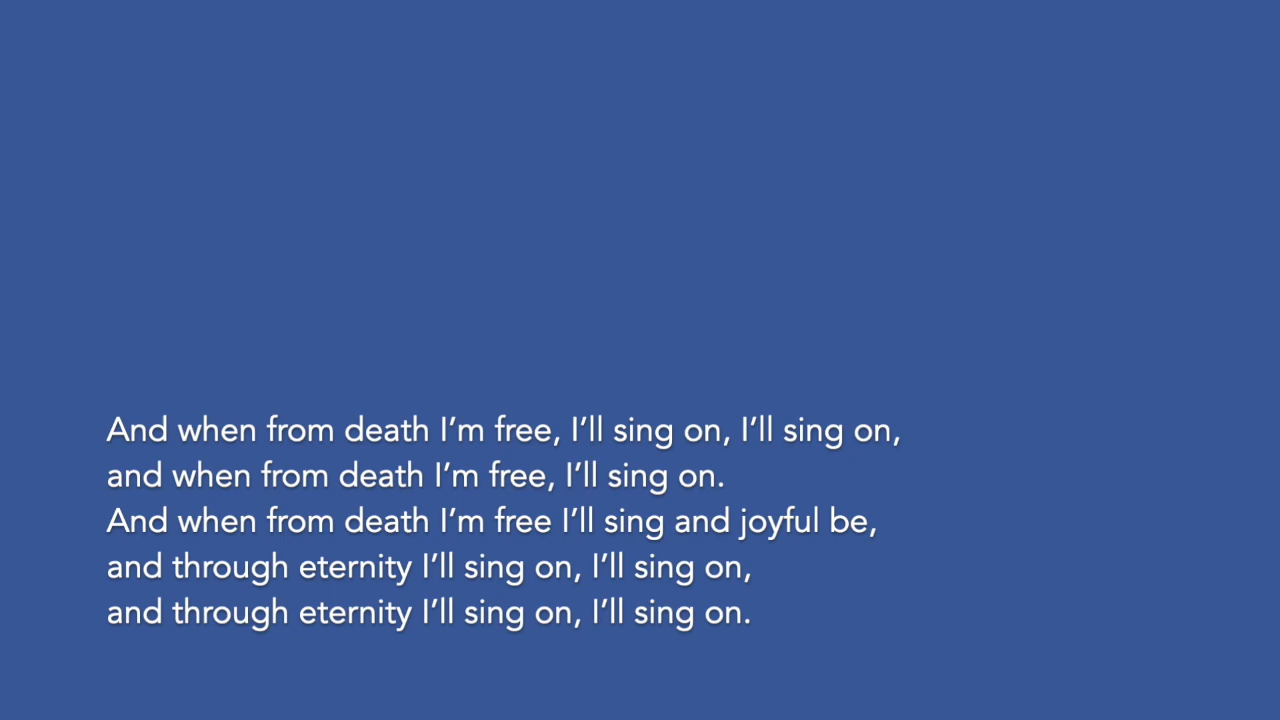 And when from death I’m free, I’ll sing on, I’ll sing on,
and when from death I’m free, I’ll sing on.
And when from death I’m free I’ll sing and joyful be,
and through eternity I’ll sing on, I’ll sing on,
and through eternity I’ll sing on, I’ll sing on.